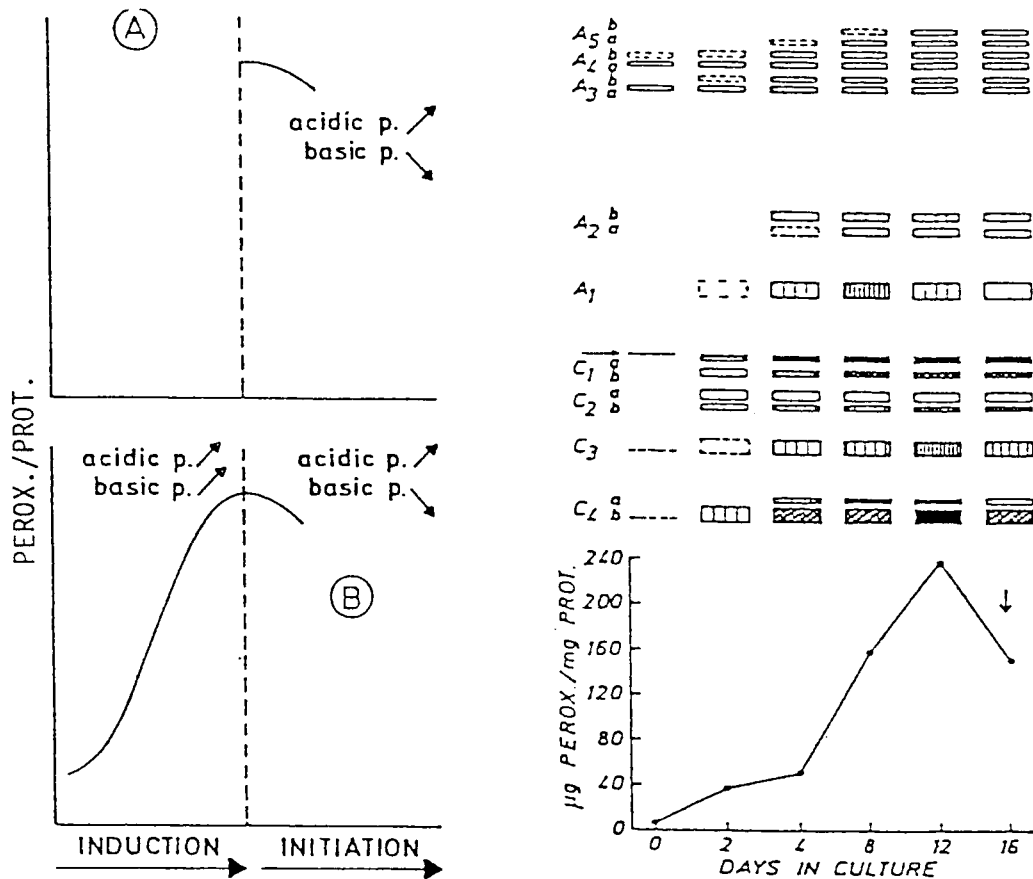 A
acidic p.
basic p.
PEROX./PROT.
acidic p.
basic p.
acidic p.
basic p.
B
INDUCTION
INITIATION
A5 b
a
A4 b
a
A3 b
a
A2 b
a
A1
C1 a
b
C2 a
b
C3
C4 a
b
µg PEROX./mg PROT.
240
200
160
120
80
40
0
0 2 4 8 12 16
DAYS IN CULTURE